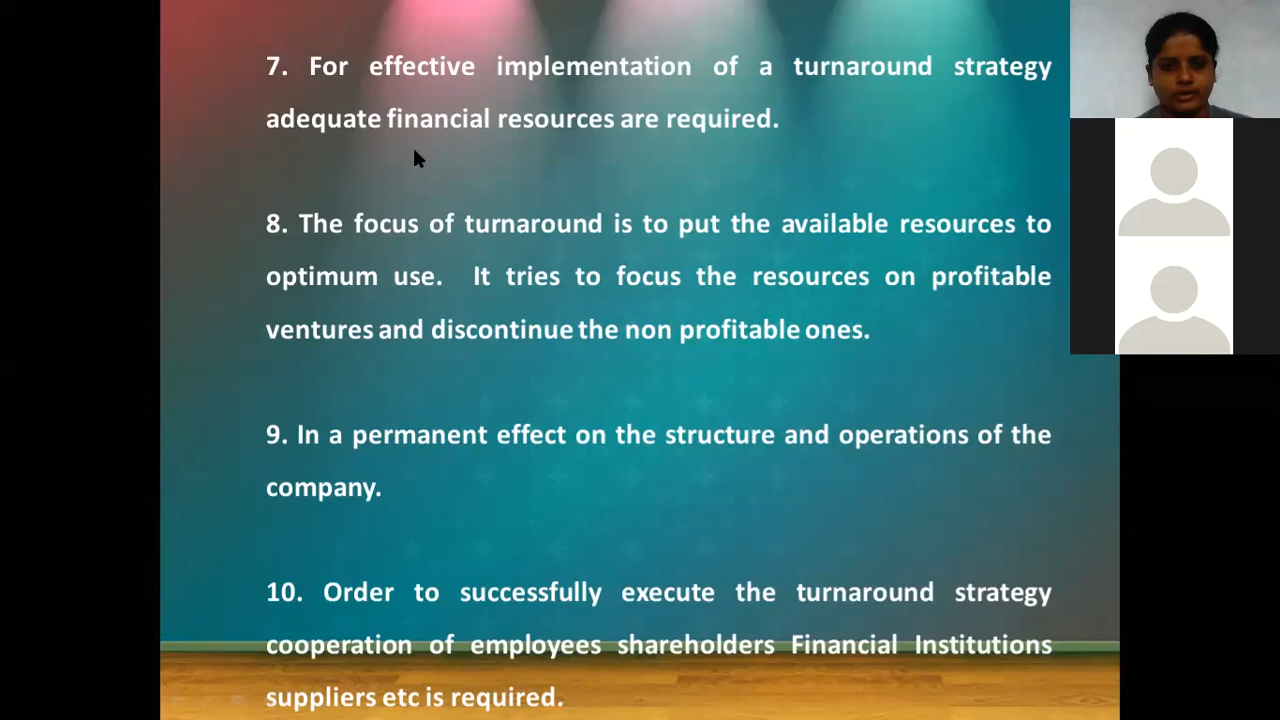 7. For effective implementation of a turnaround strategy
adequate financial resources are required.
8. The focus of turnaround is to put the available resources to
optimum use. It tries to focus the resources on profitable
ventures and discontinue the non profitable ones.
9. In a permanent effect on the structure and operations of the
company.
10. Order to successfully execute the turnaround strategy
cooperation of employees shareholders Financial Institutions
suppliers etc is required.